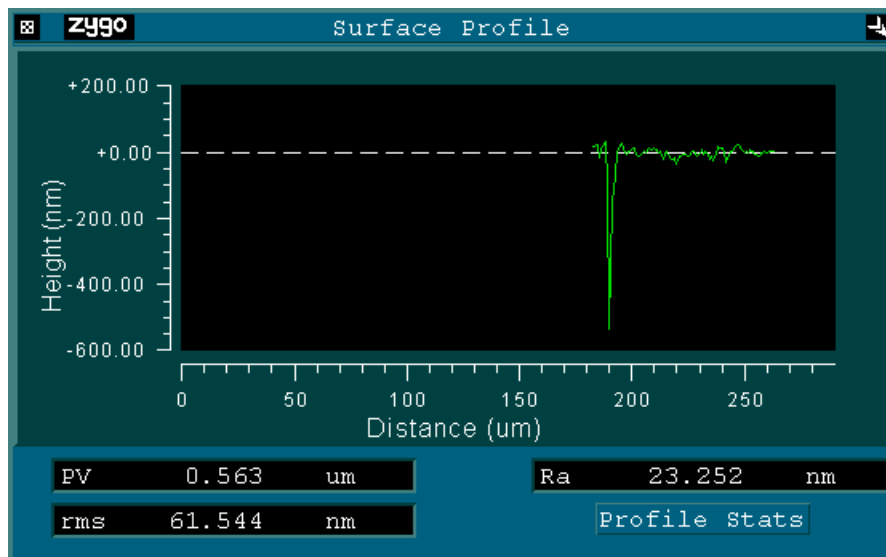 zygo Surface Profile
+200.00
+0.00
-200.00
-400.00
-600.00
Height (nm)
0 50 100 150 200 250
Distance (um)
PV 0.563 um Ra 23.252 nm
rms 61.544 nm Profile Stats